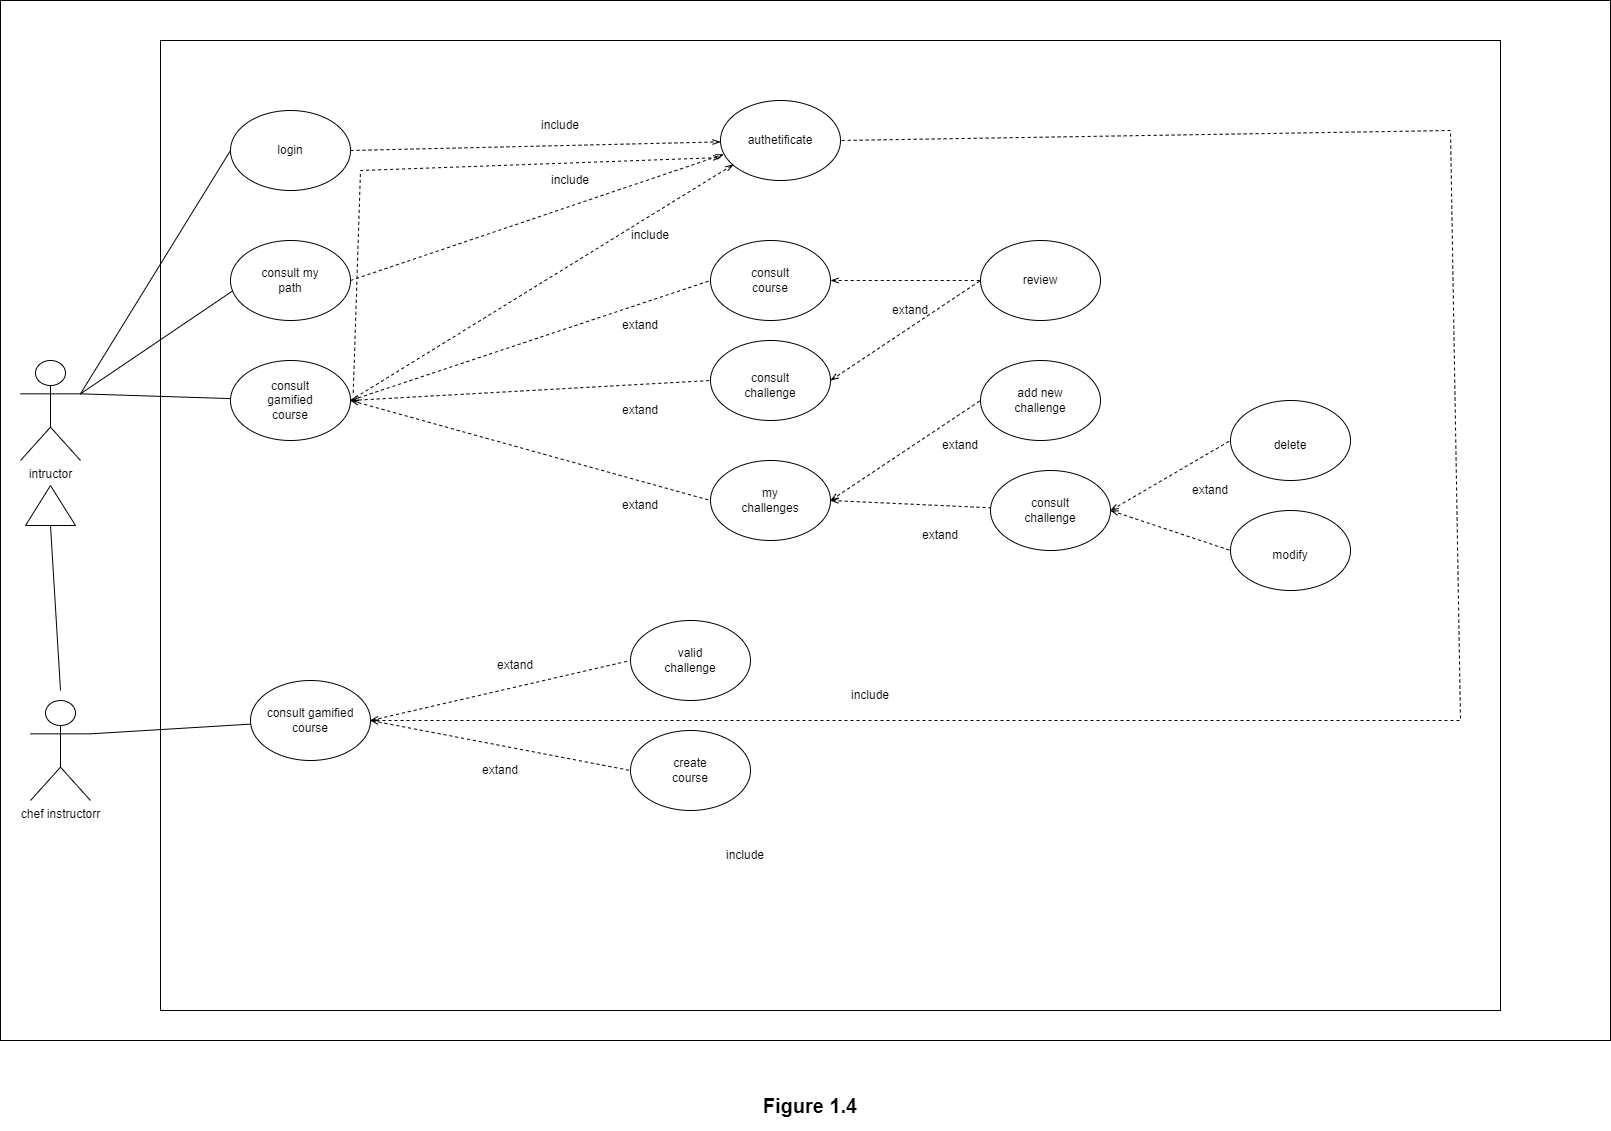 include
authetificate
login
include
include
consult my
path
consult
course
review
extand
extand
consult
gamified
course
consult
challenge
add new
challenge
extand
extand
delete
intructor
extand
my
challenges
consult
challenge
extand
extand
modify
valid
challenge
extand
include
consult gamified
course
extand
create
course
chef instructorr
include
Figure 1.4